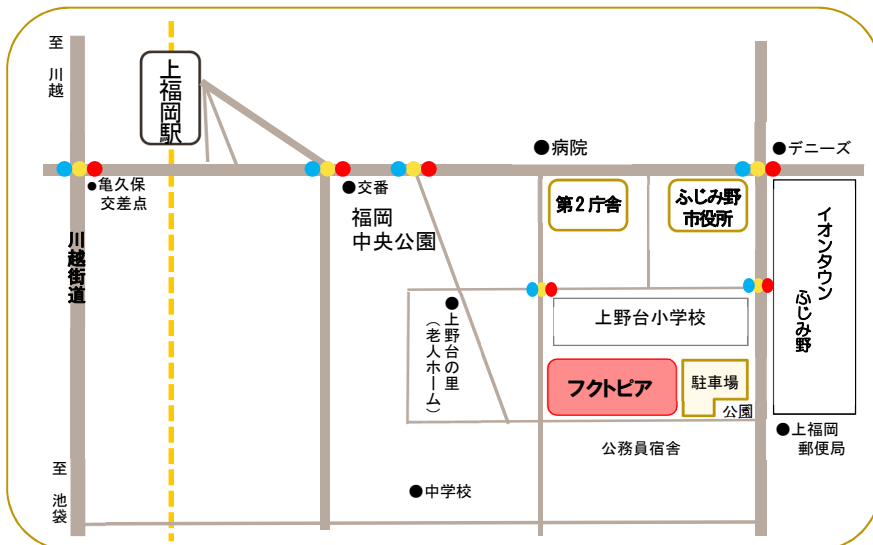 至
川越
上福岡駅
●病院
●デニーズ
●亀久保
交差点
●交番
福岡
中央公園
第2庁舎
ふじみ野
市役所
イオンタウン
ふじみ野
川越街道
●上野台の里
（老人ホーム）
上野台小学校
フクトピア
駐車場
公園
●上福岡
郵便局
公務員宿舎
至
池袋
●中学校